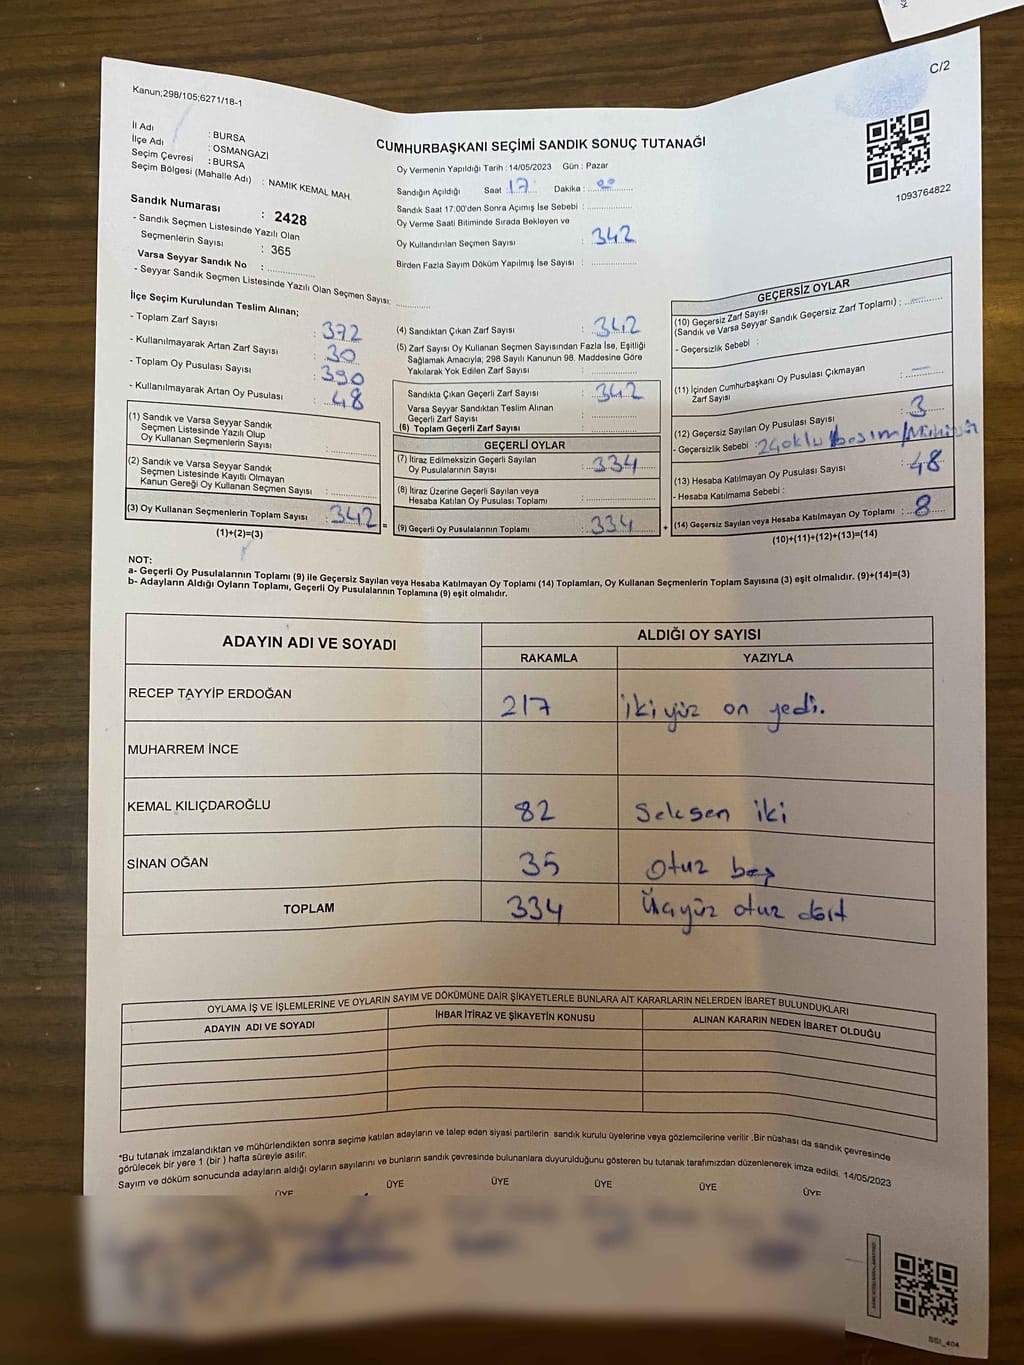 C/2
Kanun;298/105;6271/18-1
İl Adı : BURSA
İlçe Adı : OSMANGAZİ
Seçim Çevresi : BURSA
Seçim Bölgesi (Mahalle Adı) : NAMIK KEMAL MAH.
Sandık Numarası : 2428
- Sandık Seçmen Listesinde Yazılı Olan
Seçmenlerin Sayısı : 365
Varsa Seyyar Sandık No : ..............
- Seyyar Sandık Seçmen Listesinde Yazılı Olan Seçmen Sayısı: ............
CUMHURBAŞKANI SEÇİMİ SANDIK SONUÇ TUTANAĞI
Oy Vermenin Yapıldığı Tarih : 14/05/2023 Gün : Pazar
Sandığın Açıldığı Saat : 17 Dakika : 00
Sandık Saat 17:00'den Sonra Açımış İse Sebebi : ..............
Oy Verme Saati Bitiminde Sırada Bekleyen ve
Oy Kullandırılan Seçmen Sayısı : 342
Birden Fazla Sayım Döküm Yapılmış İse Sayısı : ..............
1093764822
İlçe Seçim Kurulundan Teslim Alınan;
- Toplam Zarf Sayısı : 372
- Kullanılmayarak Artan Zarf Sayısı : 30
- Toplam Oy Pusulası Sayısı : 390
- Kullanılmayarak Artan Oy Pusulası : 48
(1) Sandık ve Varsa Seyyar Sandık
Seçmen Listesinde Yazılı Olup
Oy Kullanan Seçmenlerin Sayısı : ..............
(2) Sandık ve Varsa Seyyar Sandık
Seçmen Listesinde Kayıtlı Olmayan
Kanun Gereği Oy Kullanan Seçmen Sayısı : ..............
(3) Oy Kullanan Seçmenlerin Toplam Sayısı : 342 =
(1)+(2)=(3)
(4) Sandıktan Çıkan Zarf Sayısı : 342
(5) Zarf Sayısı Oy Kullanan Seçmen Sayısından Fazla İse, Eşitliği
Sağlamak Amacıyla; 298 Sayılı Kanunun 98. Maddesine Göre
Yakılarak Yok Edilen Zarf Sayısı : ..............
Sandıkta Çıkan Geçerli Zarf Sayısı : 342
Varsa Seyyar Sandıktan Teslim Alınan
Geçerli Zarf Sayısı : ..............
(6) Toplam Geçerli Zarf Sayısı
GEÇERLİ OYLAR
(7) İtiraz Edilmeksizin Geçerli Sayılan
Oy Pusulalarının Sayısı : 334
(8) İtiraz Üzerine Geçerli Sayılan veya
Hesaba Katılan Oy Pusulası Toplamı : ..............
(9) Geçerli Oy Pusulalarının Toplamı : 334 +
GEÇERSİZ OYLAR
(10) Geçersiz Zarf Sayısı
(Sandık ve Varsa Seyyar Sandık Geçersiz Zarf Toplamı) : —
- Geçersizlik Sebebi :
(11) İçinden Cumhurbaşkanı Oy Pusulası Çıkmayan
Zarf Sayısı : —
(12) Geçersiz Sayılan Oy Pusulası Sayısı : 3
- Geçersizlik Sebebi :
(13) Hesaba Katılmayan Oy Pusulası Sayısı : 48
- Hesaba Katılmama Sebebi :
(14) Geçersiz Sayılan veya Hesaba Katılmayan Oy Toplamı : 8
(10)+(11)+(12)+(13)=(14)
NOT:
a- Geçerli Oy Pusulalarının Toplamı (9) ile Geçersiz Sayılan veya Hesaba Katılmayan Oy Toplamı (14) Toplamları, Oy Kullanan Seçmenlerin Toplam Sayısına (3) eşit olmalıdır. (9)+(14)=(3)
b- Adayların Aldığı Oyların Toplamı, Geçerli Oy Pusulalarının Toplamına (9) eşit olmalıdır.
ADAYIN ADI VE SOYADI
ALDIĞI OY SAYISI
RAKAMLA YAZIYLA
RECEP TAYYİP ERDOĞAN 217 iki yüz on yedi.
MUHARREM İNCE
KEMAL KILIÇDAROĞLU 82 Seksen iki
SİNAN OĞAN 35 Otuz beş
TOPLAM 334 Üçyüz otuz dört
OYLAMA İŞ VE İŞLEMLERİNE VE OYLARIN SAYIM VE DÖKÜMÜNE DAİR ŞİKAYETLERLE BUNLARA AİT KARARLARIN NELERDEN İBARET BULUNDUKLARI
ADAYIN ADI VE SOYADI İHBAR İTİRAZ VE ŞİKAYETİN KONUSU ALINAN KARARIN NEDEN İBARET OLDUĞU
*Bu tutanak imzalandıktan ve mühürlendikten sonra seçime katılan adayların ve talep eden siyasi partilerin sandık kurulu üyelerine veya gözlemcilerine verilir .Bir nüshası da sandık çevresinde
görülecek bir yere 1 (bir ) hafta süreyle asılır.
Sayım ve döküm sonucunda adayların aldığı oyların sayılarını ve bunların sandık çevresinde bulunanlara duyurulduğunu gösteren bu tutanak tarafımızdan düzenlenerek imza edildi. 14/05/2023
ÜYE ÜYE ÜYE ÜYE ÜYE ÜYE
SSI_404